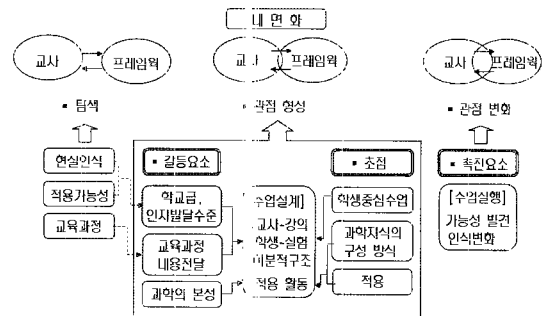 내 면 화
교사
프레임웍
교사
프레임웍
교사
프레임웍
▪ 탐색
▪ 관점 형성
▪ 관점 변화
현실인식
적용가능성
교육과정
▪ 갈등요소
학교급,
인지발달수준
교육과정
내용전달
과학의 본성
[수업설계]
교사-강의
학생-실험
이분적구조
적용 활동
▪ 초점
학생중심수업
과학지식의
구성 방식
적용
▪ 촉진요소
[수업실행]
가능성 발견
인식변화